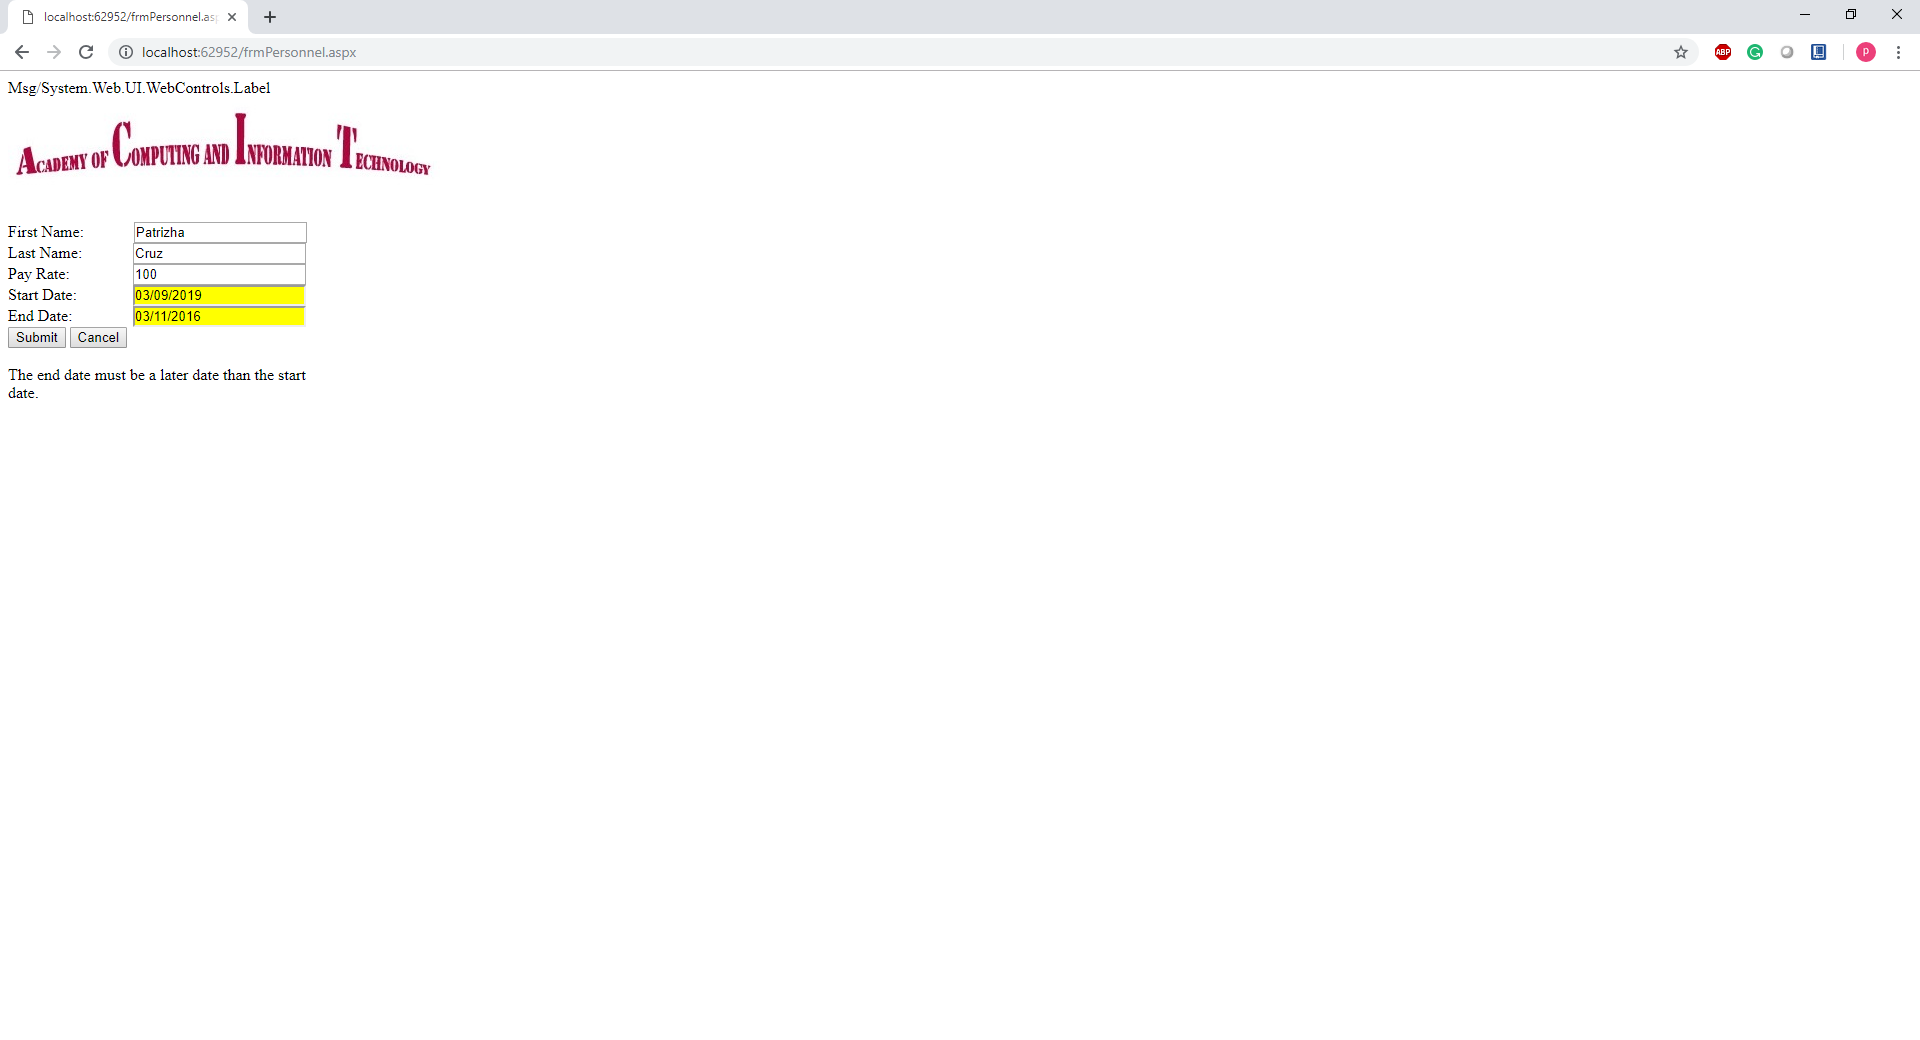 localhost:62952/frmPersonnel.asp
localhost:62952/frmPersonnel.aspx
ABP
P
Msg/System.Web.UI.WebControls.Label
ACADEMY OF COMPUTING AND INFORMATION TECHNOLOGY
First Name: Patrizha
Last Name: Cruz
Pay Rate: 100
Start Date: 03/09/2019
End Date: 03/11/2016
Submit Cancel
The end date must be a later date than the start
date.